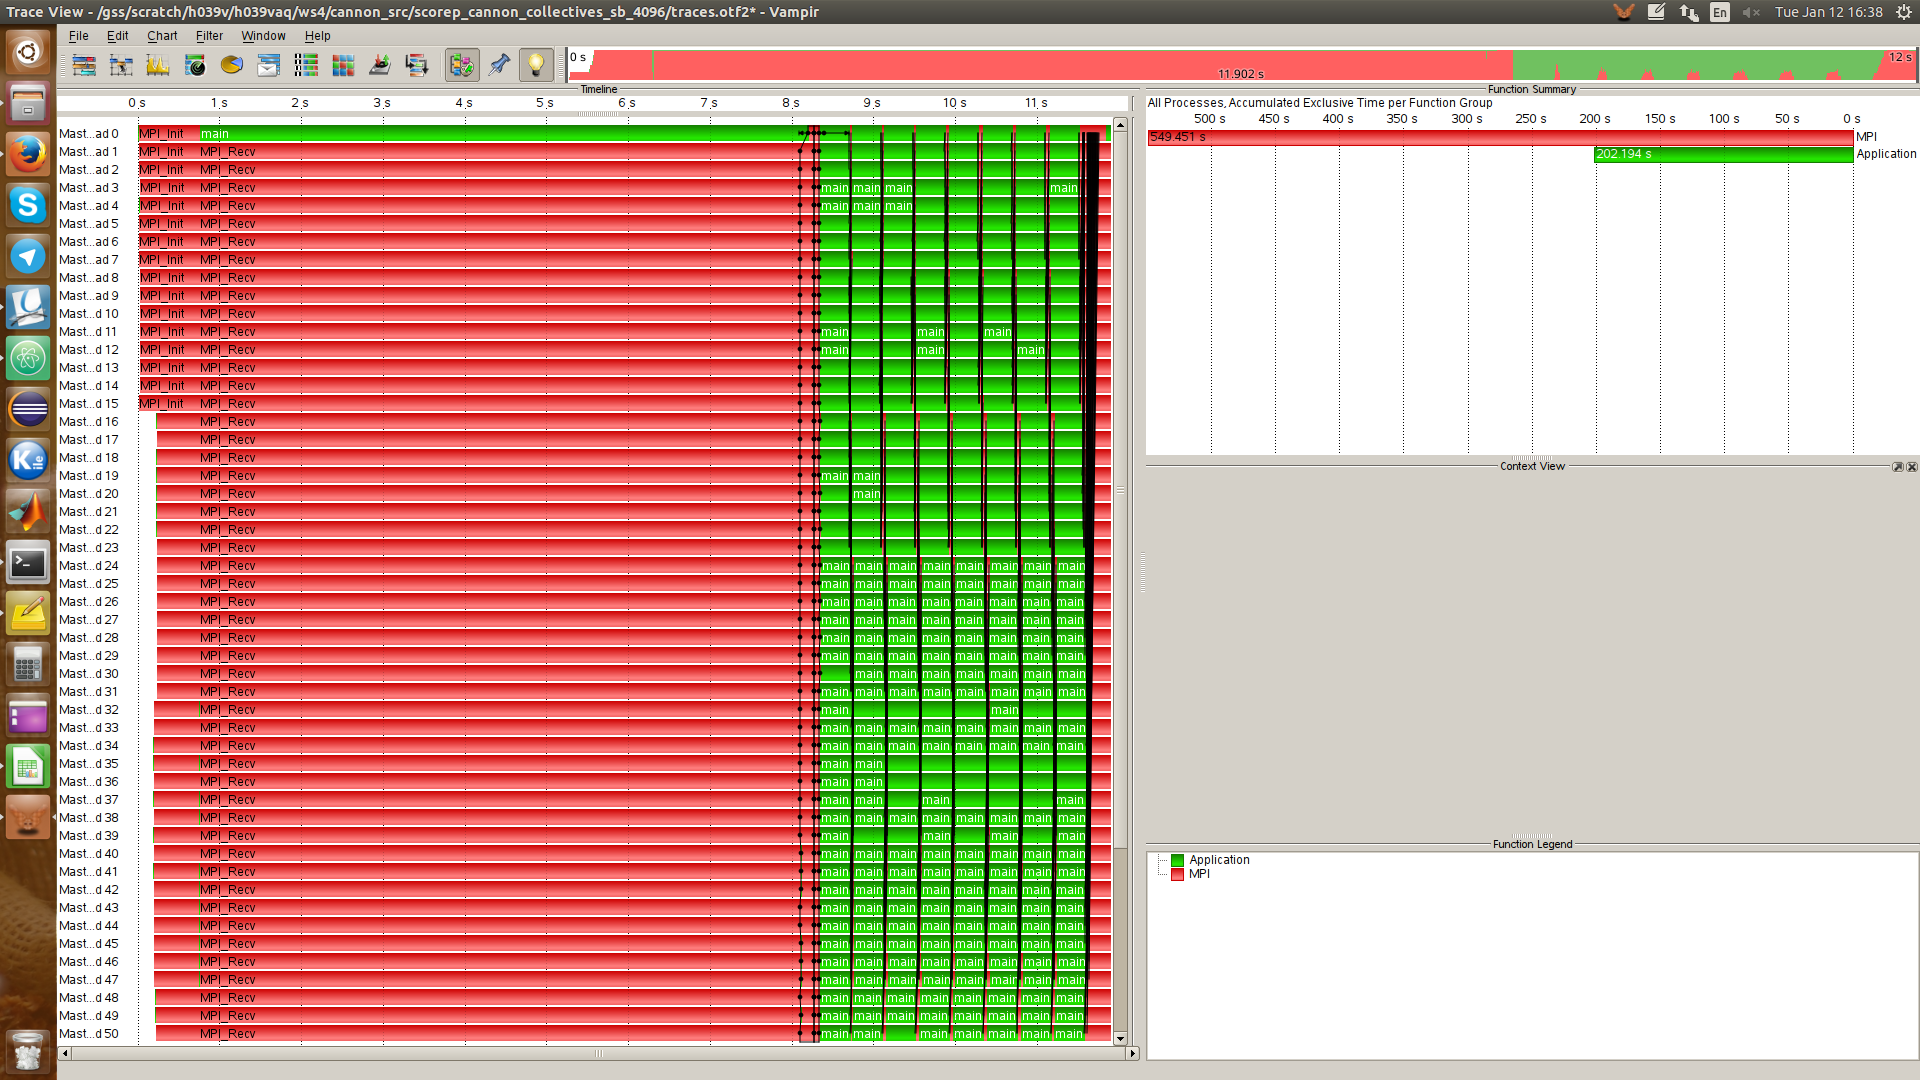 Trace View - /gss/scratch/h039v/h039vaq/ws4/cannon_src/scorep_cannon_collectives_sb_4096/traces.otf2* - Vampir
En
Tue Jan 12 16:38
File Edit Chart Filter Window Help
0 s
11.902 s
12 s
Timeline
0 s 1 s 2 s 3 s 4 s 5 s 6 s 7 s 8 s 9 s 10 s 11 s
Mast...ad 0 MPI_Init main
Mast...ad 1 MPI_Init MPI_Recv
Mast...ad 2 MPI_Init MPI_Recv
Mast...ad 3 MPI_Init MPI_Recv main main main main
Mast...ad 4 MPI_Init MPI_Recv main main main
Mast...ad 5 MPI_Init MPI_Recv
Mast...ad 6 MPI_Init MPI_Recv
Mast...ad 7 MPI_Init MPI_Recv
Mast...ad 8 MPI_Init MPI_Recv
Mast...ad 9 MPI_Init MPI_Recv
Mast...d 10 MPI_Init MPI_Recv
Mast...d 11 MPI_Init MPI_Recv main main main
Mast...d 12 MPI_Init MPI_Recv main main main
Mast...d 13 MPI_Init MPI_Recv
Mast...d 14 MPI_Init MPI_Recv
Mast...d 15 MPI_Init MPI_Recv
Mast...d 16 MPI_Recv
Mast...d 17 MPI_Recv
Mast...d 18 MPI_Recv
Mast...d 19 MPI_Recv main main
Mast...d 20 MPI_Recv main
Mast...d 21 MPI_Recv
Mast...d 22 MPI_Recv
Mast...d 23 MPI_Recv
Mast...d 24 MPI_Recv main main main main main main main main
Mast...d 25 MPI_Recv main main main main main main main main
Mast...d 26 MPI_Recv main main main main main main main main
Mast...d 27 MPI_Recv main main main main main main main main
Mast...d 28 MPI_Recv main main main main main main main main
Mast...d 29 MPI_Recv main main main main main main main main
Mast...d 30 MPI_Recv main main main main main main main
Mast...d 31 MPI_Recv main main main main main main main main
Mast...d 32 MPI_Recv main main
Mast...d 33 MPI_Recv main main main main main main main main
Mast...d 34 MPI_Recv main main main main main main main main
Mast...d 35 MPI_Recv main main
Mast...d 36 MPI_Recv main main
Mast...d 37 MPI_Recv main main main main
Mast...d 38 MPI_Recv main main main main main main main main
Mast...d 39 MPI_Recv main main main main
Mast...d 40 MPI_Recv main main main main main main main main
Mast...d 41 MPI_Recv main main main main main main main main
Mast...d 42 MPI_Recv main main main main main main main main
Mast...d 43 MPI_Recv main main main main main main main main
Mast...d 44 MPI_Recv main main main main main main main main
Mast...d 45 MPI_Recv main main main main main main main main
Mast...d 46 MPI_Recv main main main main main main main main
Mast...d 47 MPI_Recv main main main main main main main main
Mast...d 48 MPI_Recv main main main main main main main main
Mast...d 49 MPI_Recv main main main main main main main main
Mast...d 50 MPI_Recv main main main main main main main
Function Summary
All Processes, Accumulated Exclusive Time per Function Group
500 s 450 s 400 s 350 s 300 s 250 s 200 s 150 s 100 s 50 s 0 s
549.451 s MPI
202.194 s Application
Context View
Function Legend
Application
MPI